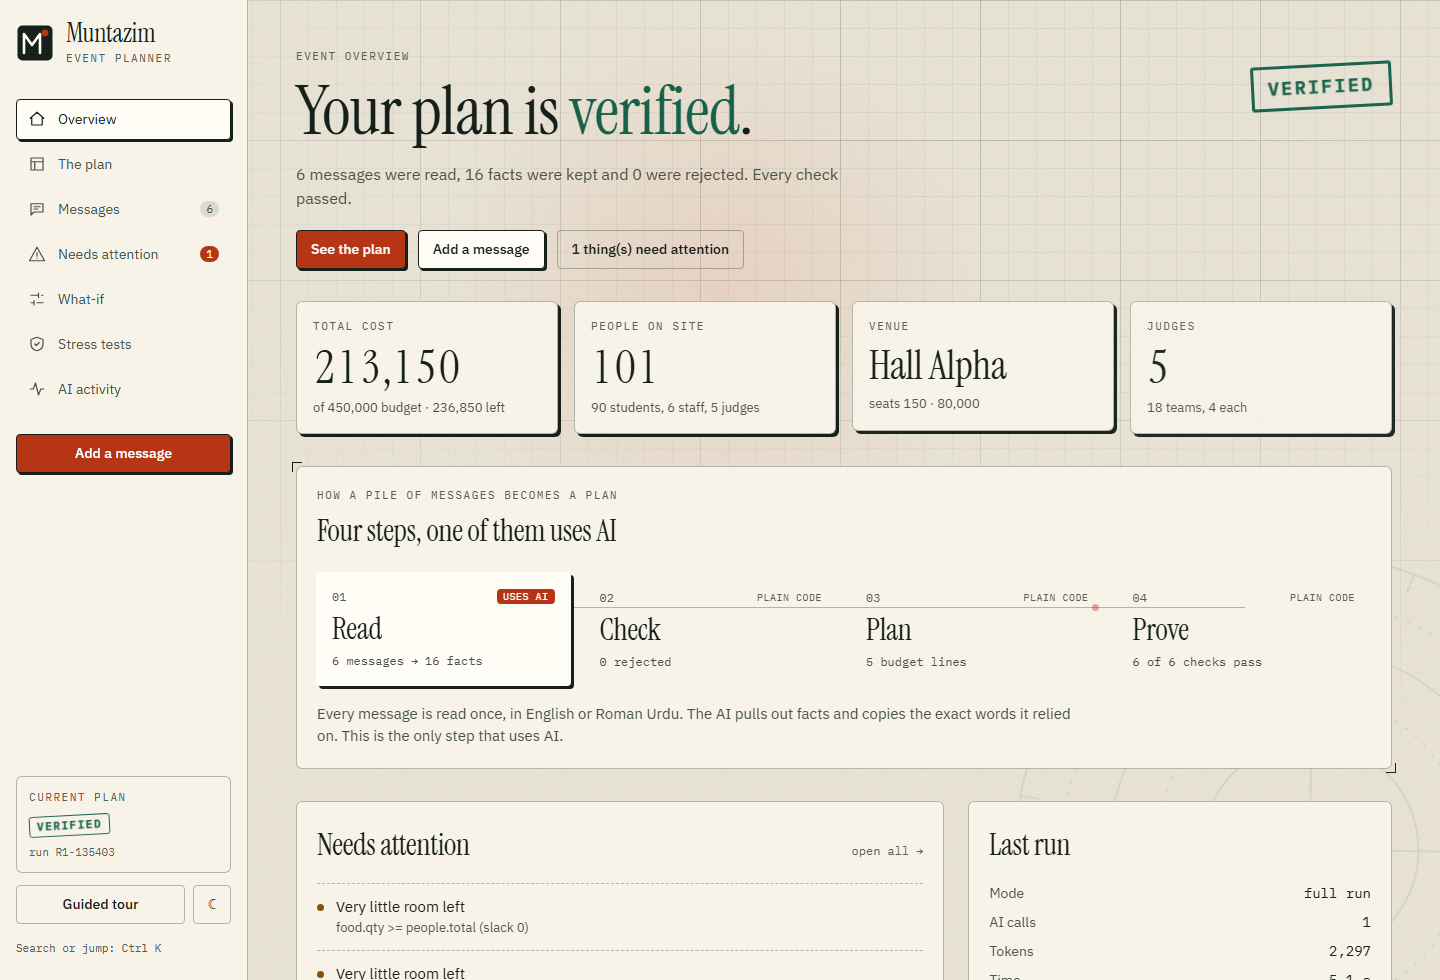 M
Muntazim
EVENT PLANNER
Overview
The plan
Messages 6
Needs attention 1
What-if
Stress tests
AI activity
Add a message
CURRENT PLAN
VERIFIED
run R1-135403
Guided tour
Search or jump: Ctrl K
EVENT OVERVIEW
Your plan is verified.
VERIFIED
6 messages were read, 16 facts were kept and 0 were rejected. Every check
passed.
See the plan
Add a message
1 thing(s) need attention
TOTAL COST
213,150
of 450,000 budget · 236,850 left
PEOPLE ON SITE
101
90 students, 6 staff, 5 judges
VENUE
Hall Alpha
seats 150 · 80,000
JUDGES
5
18 teams, 4 each
HOW A PILE OF MESSAGES BECOMES A PLAN
Four steps, one of them uses AI
01 USES AI
Read
6 messages → 16 facts
02 PLAIN CODE
Check
0 rejected
03 PLAIN CODE
Plan
5 budget lines
04 PLAIN CODE
Prove
6 of 6 checks pass
Every message is read once, in English or Roman Urdu. The AI pulls out facts and copies the exact words it relied
on. This is the only step that uses AI.
Needs attention
open all →
Very little room left
food.qty >= people.total (slack 0)
Very little room left
Last run
Mode full run
AI calls 1
Tokens 2,297
Time 5.1 s